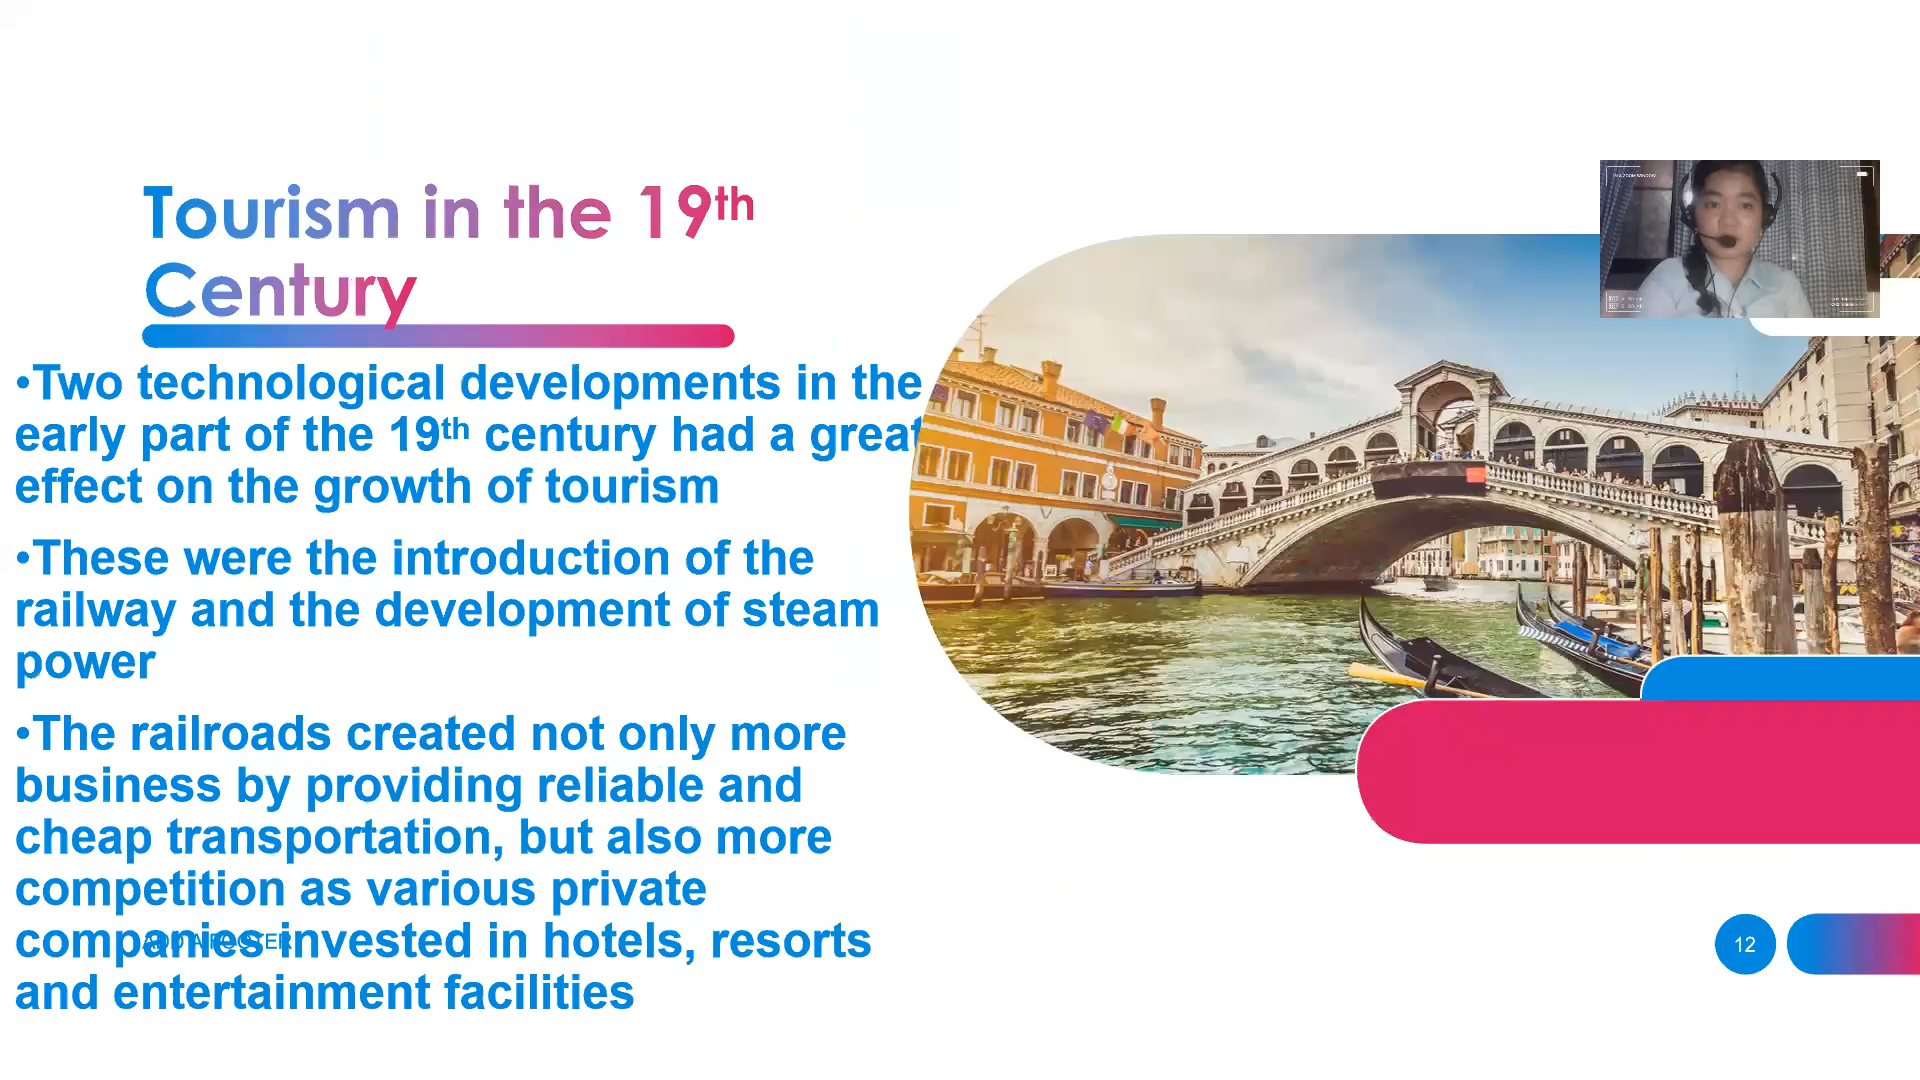 Tourism in the 19th
Century
•Two technological developments in the
early part of the 19th century had a great
effect on the growth of tourism
•These were the introduction of the
railway and the development of steam
power
•The railroads created not only more
business by providing reliable and
cheap transportation, but also more
competition as various private
companies invested in hotels, resorts
and entertainment facilities
ADD A FOOTER
12